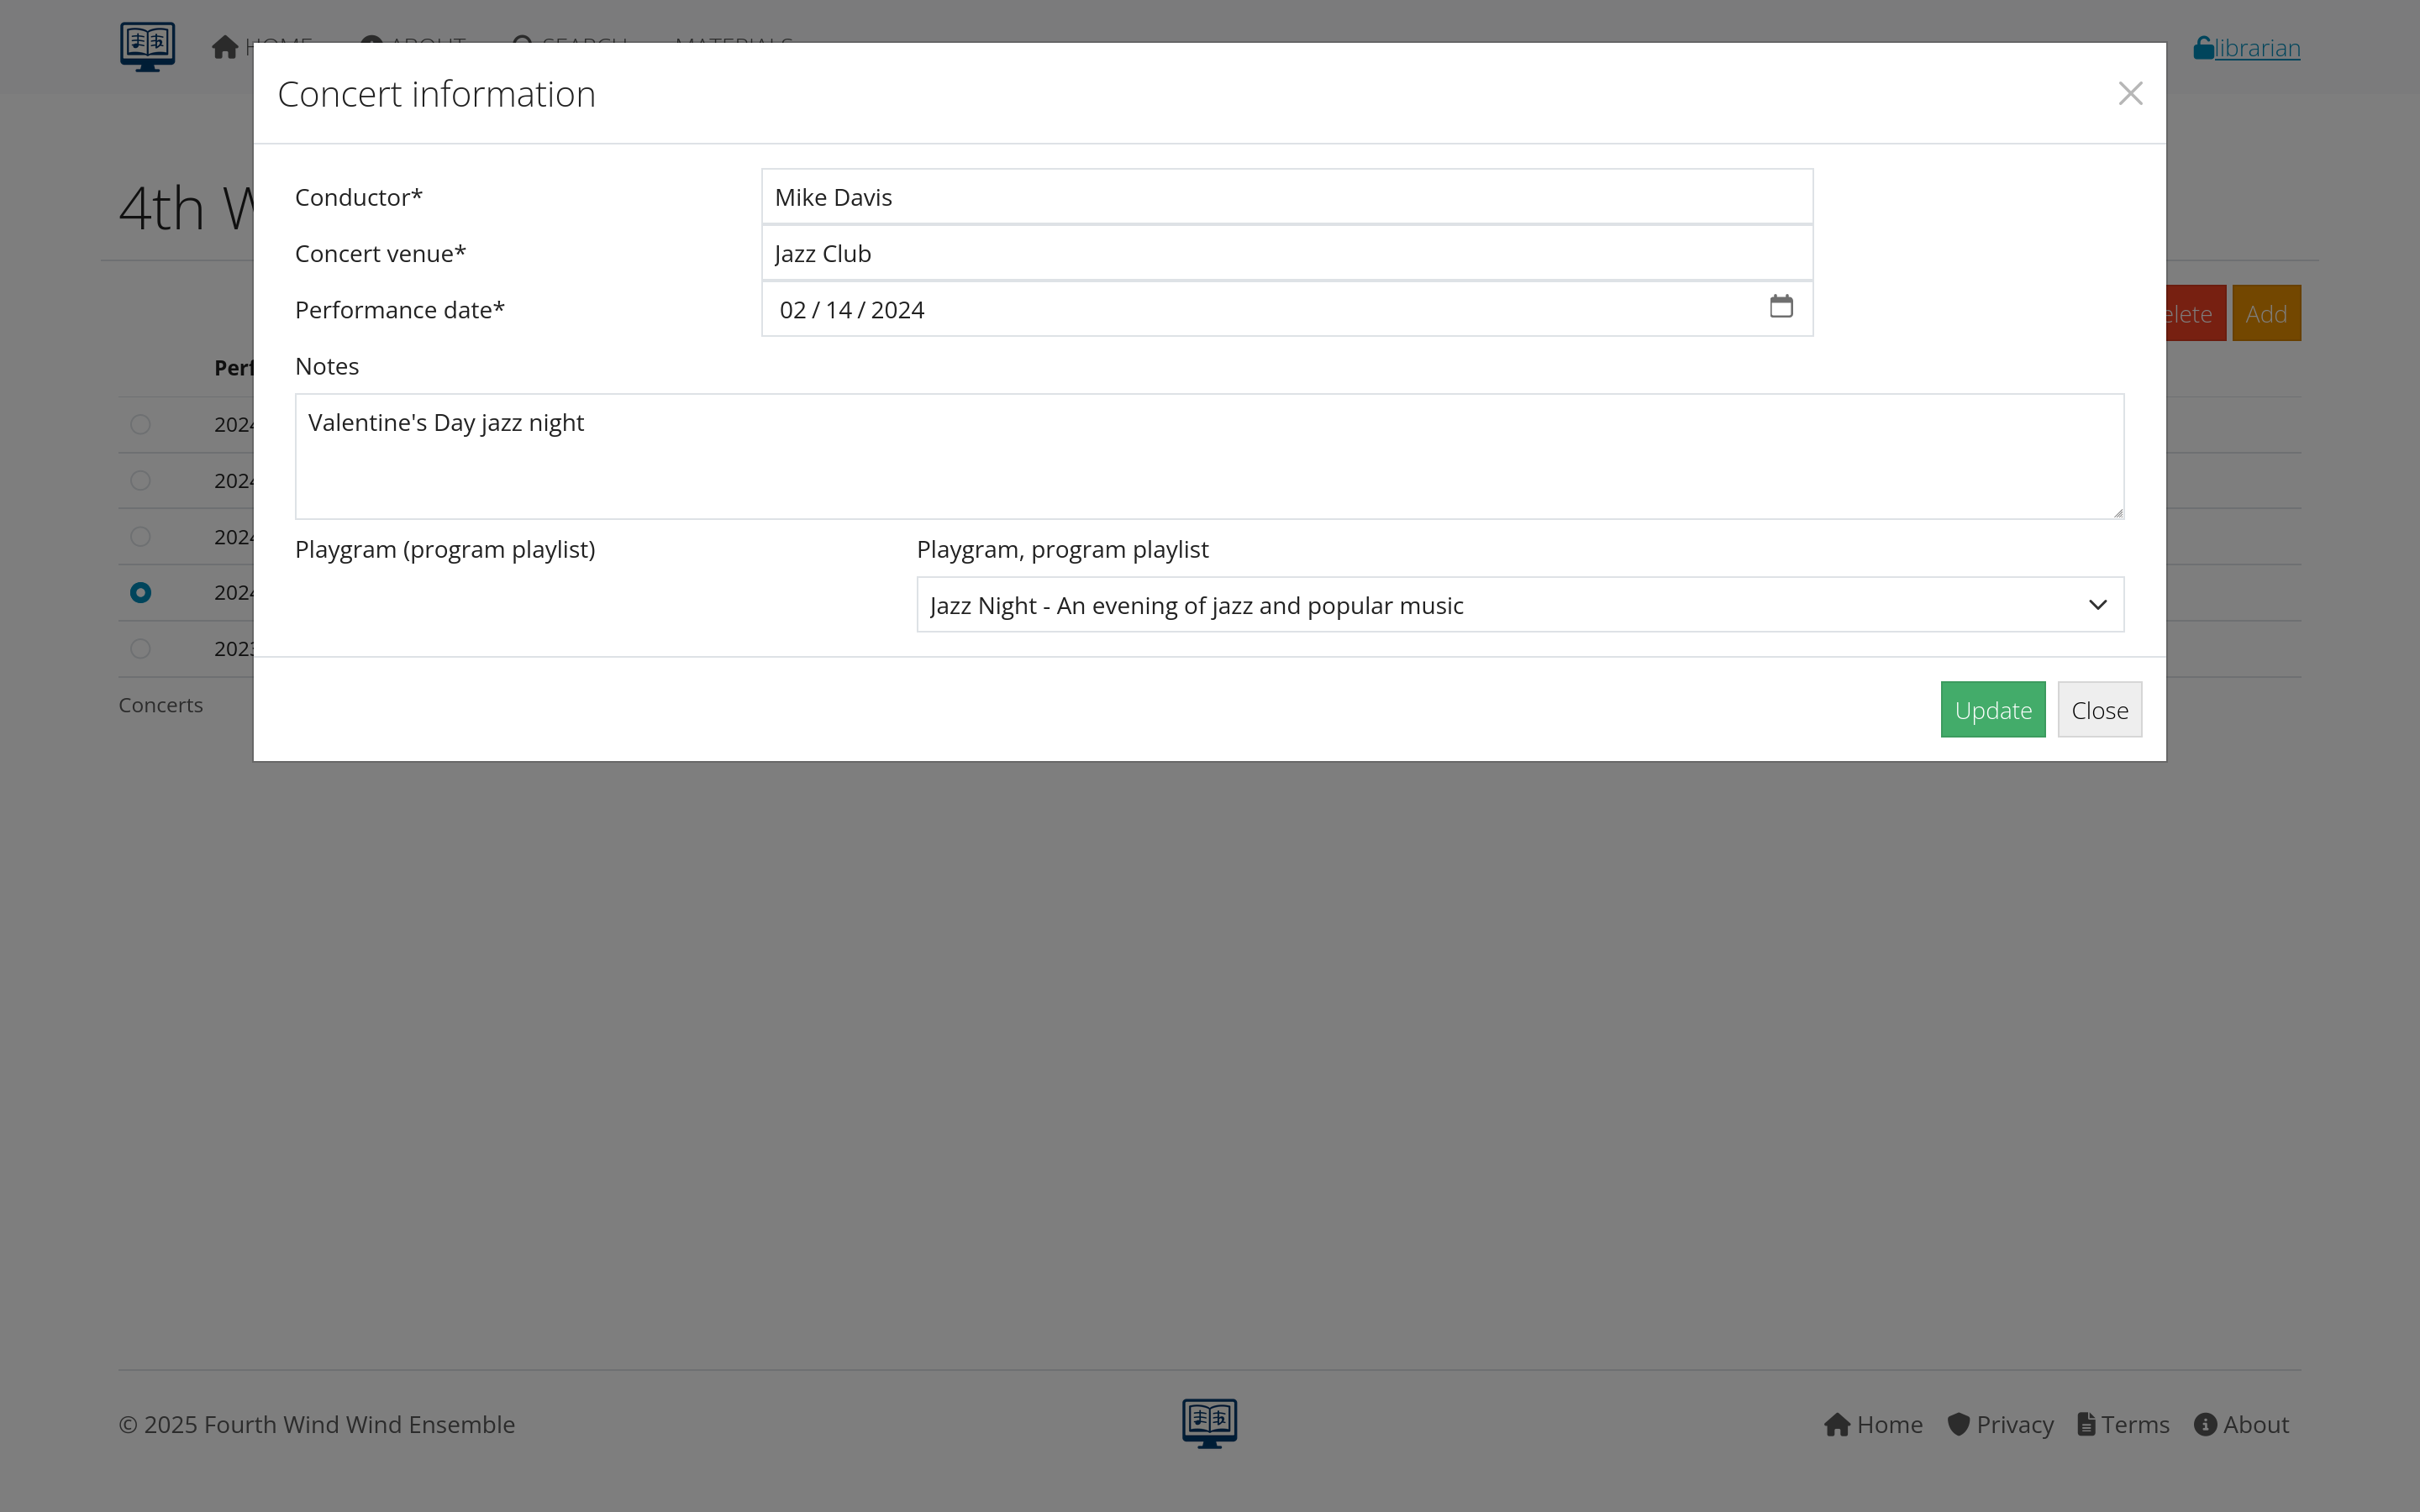 HOME ABOUT SEARCH MATERIALS librarian
Concert information
4th W
Conductor* Mike Davis
Concert venue* Jazz Club
Performance date* 02 / 14 / 2024
elete Add
Notes
Perf
Valentine's Day jazz night
2024
2024
2024
2024
2023
Playgram (program playlist) Playgram, program playlist
Jazz Night - An evening of jazz and popular music
Concerts
Update Close
© 2025 Fourth Wind Wind Ensemble Home Privacy Terms About